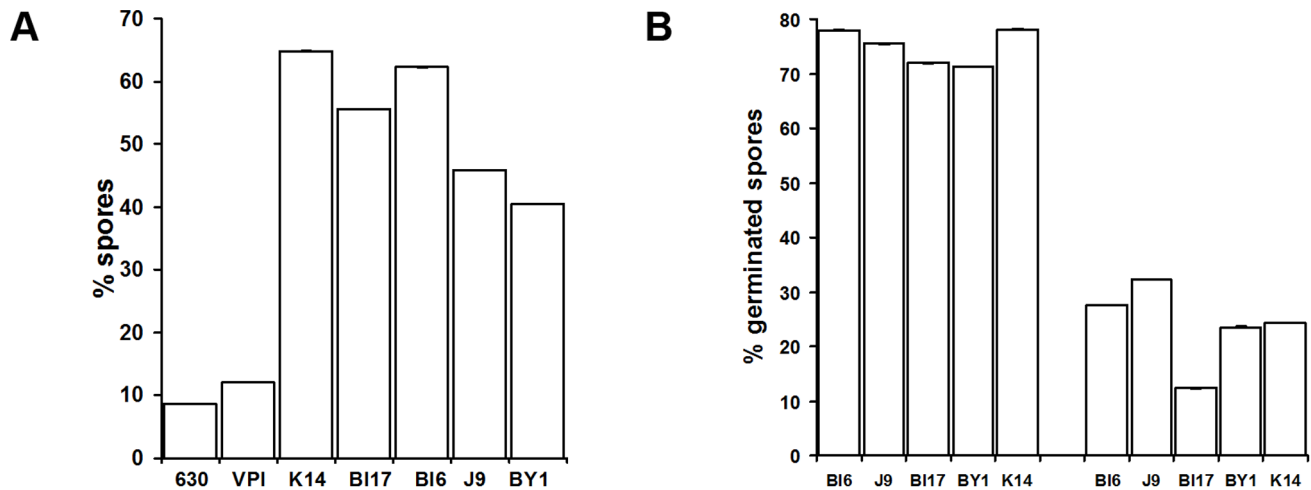 A
% spores
70
60
50
40
30
20
10
0
630 VPI K14 BI17 BI6 J9 BY1
B
% germinated spores
80
70
60
50
40
30
20
10
0
BI6 J9 BI17 BY1 K14 BI6 J9 BI17 BY1 K14